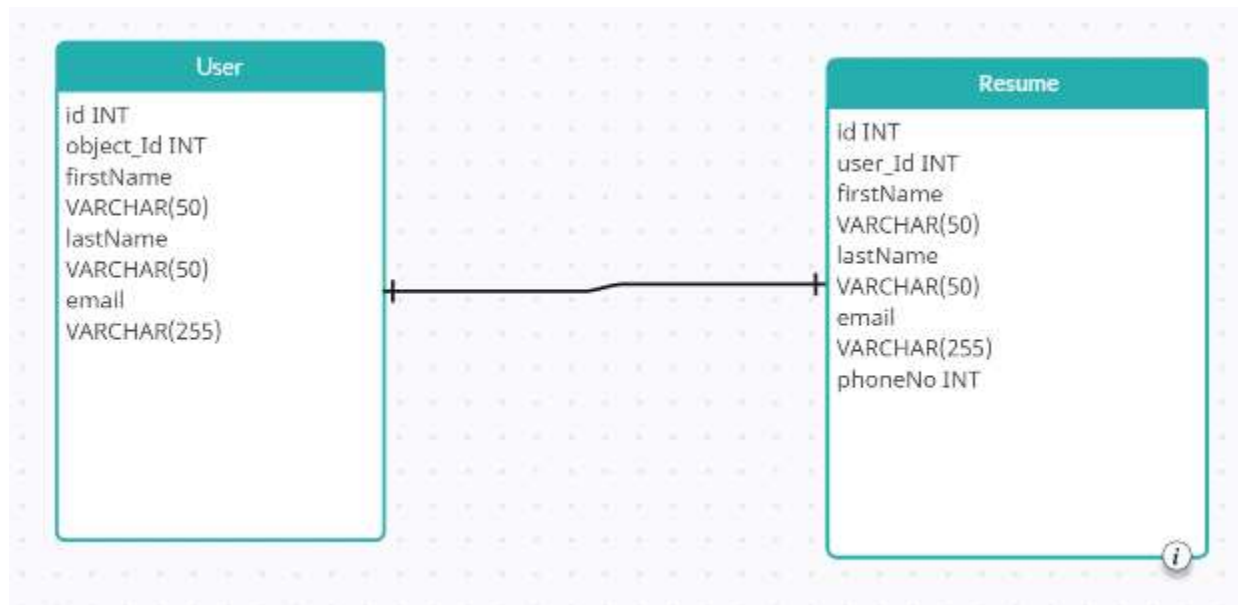 User
id INT
object_Id INT
firstName
VARCHAR(50)
lastName
VARCHAR(50)
email
VARCHAR(255)
Resume
id INT
user_Id INT
firstName
VARCHAR(50)
lastName
VARCHAR(50)
email
VARCHAR(255)
phoneNo INT
i